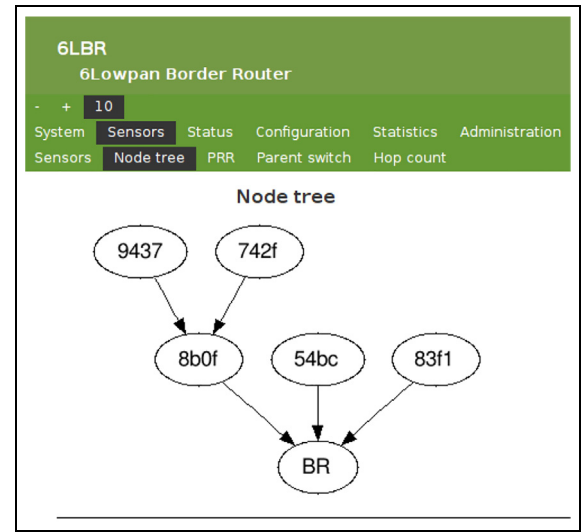 6LBR
6Lowpan Border Router
- + 10
System Sensors Status Configuration Statistics Administration
Sensors Node tree PRR Parent switch Hop count
Node tree
9437 742f
8b0f 54bc 83f1
BR